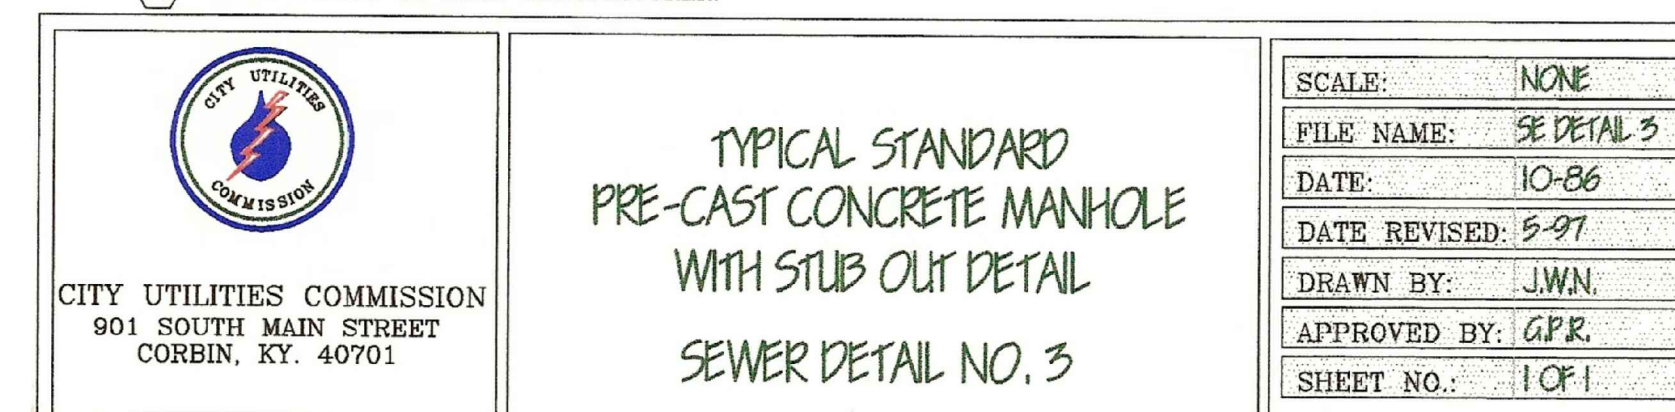 CITY UTILITIES
COMMISSION
CITY UTILITIES COMMISSION
901 SOUTH MAIN STREET
CORBIN, KY. 40701
TYPICAL STANDARD
PRE-CAST CONCRETE MANHOLE
WITH STUB OUT DETAIL
SEWER DETAIL NO. 3
SCALE: NONE
FILE NAME: SE DETAIL 3
DATE: 10-86
DATE REVISED: 5-97
DRAWN BY: J.W.N.
APPROVED BY: G.P.R.
SHEET NO.: 1 OF 1